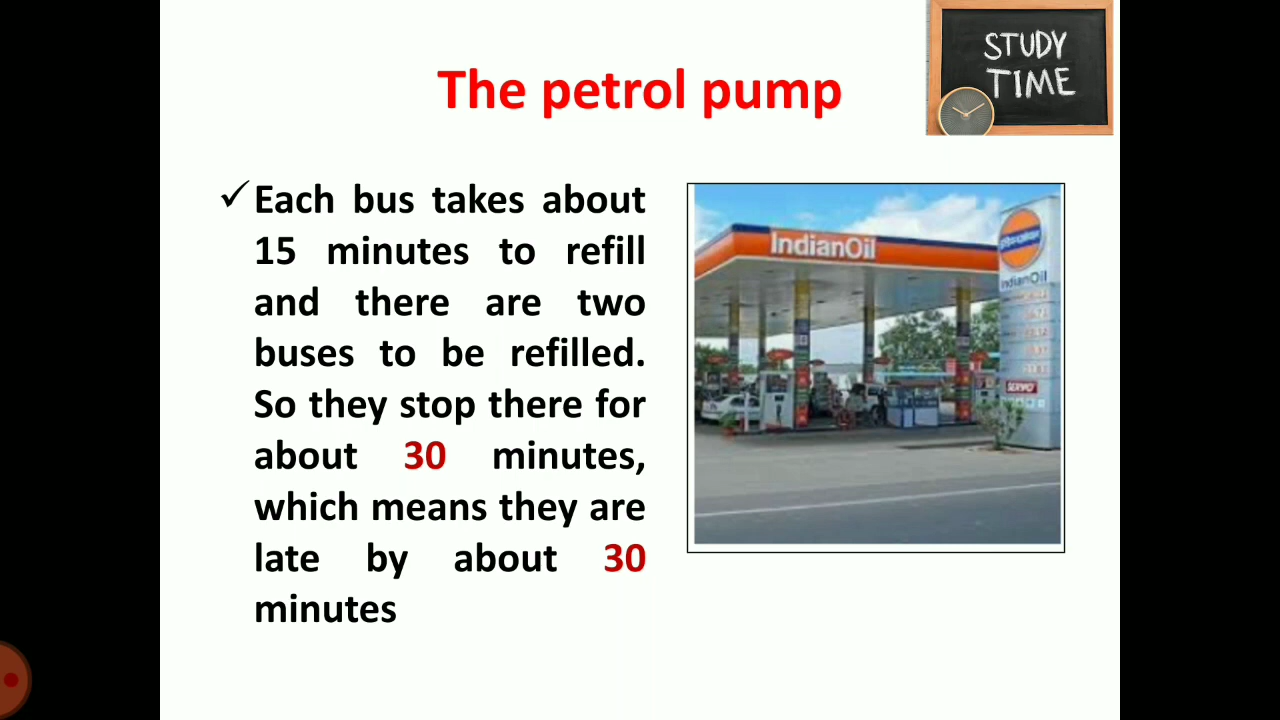 STUDY
TIME
The petrol pump
✓Each bus takes about
15 minutes to refill
and there are two
buses to be refilled.
So they stop there for
about 30 minutes,
which means they are
late by about 30
minutes
IndianOil
इंडियनऑयल
IndianOil
SERVO